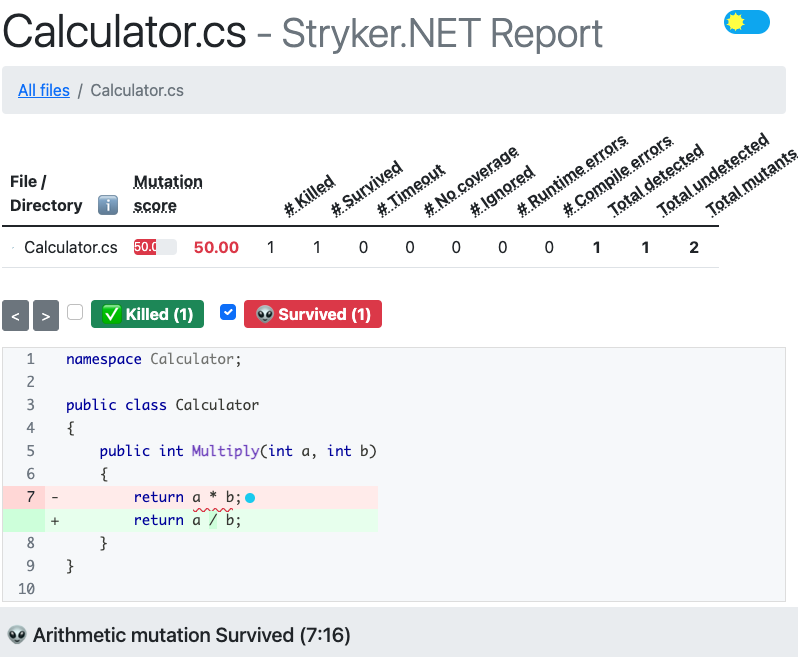 Calculator.cs - Stryker.NET Report
All files / Calculator.cs
File / Directory Mutation score # Killed # Survived # Timeout # No coverage # Ignored # Runtime errors # Compile errors Total detected Total undetected Total mutants
Calculator.cs 50.0 50.00 1 1 0 0 0 0 0 1 1 2
< > Killed (1) Survived (1)
1 namespace Calculator;
2
3 public class Calculator
4 {
5 public int Multiply(int a, int b)
6 {
7 - return a * b;
+ return a / b;
8 }
9 }
10
Arithmetic mutation Survived (7:16)